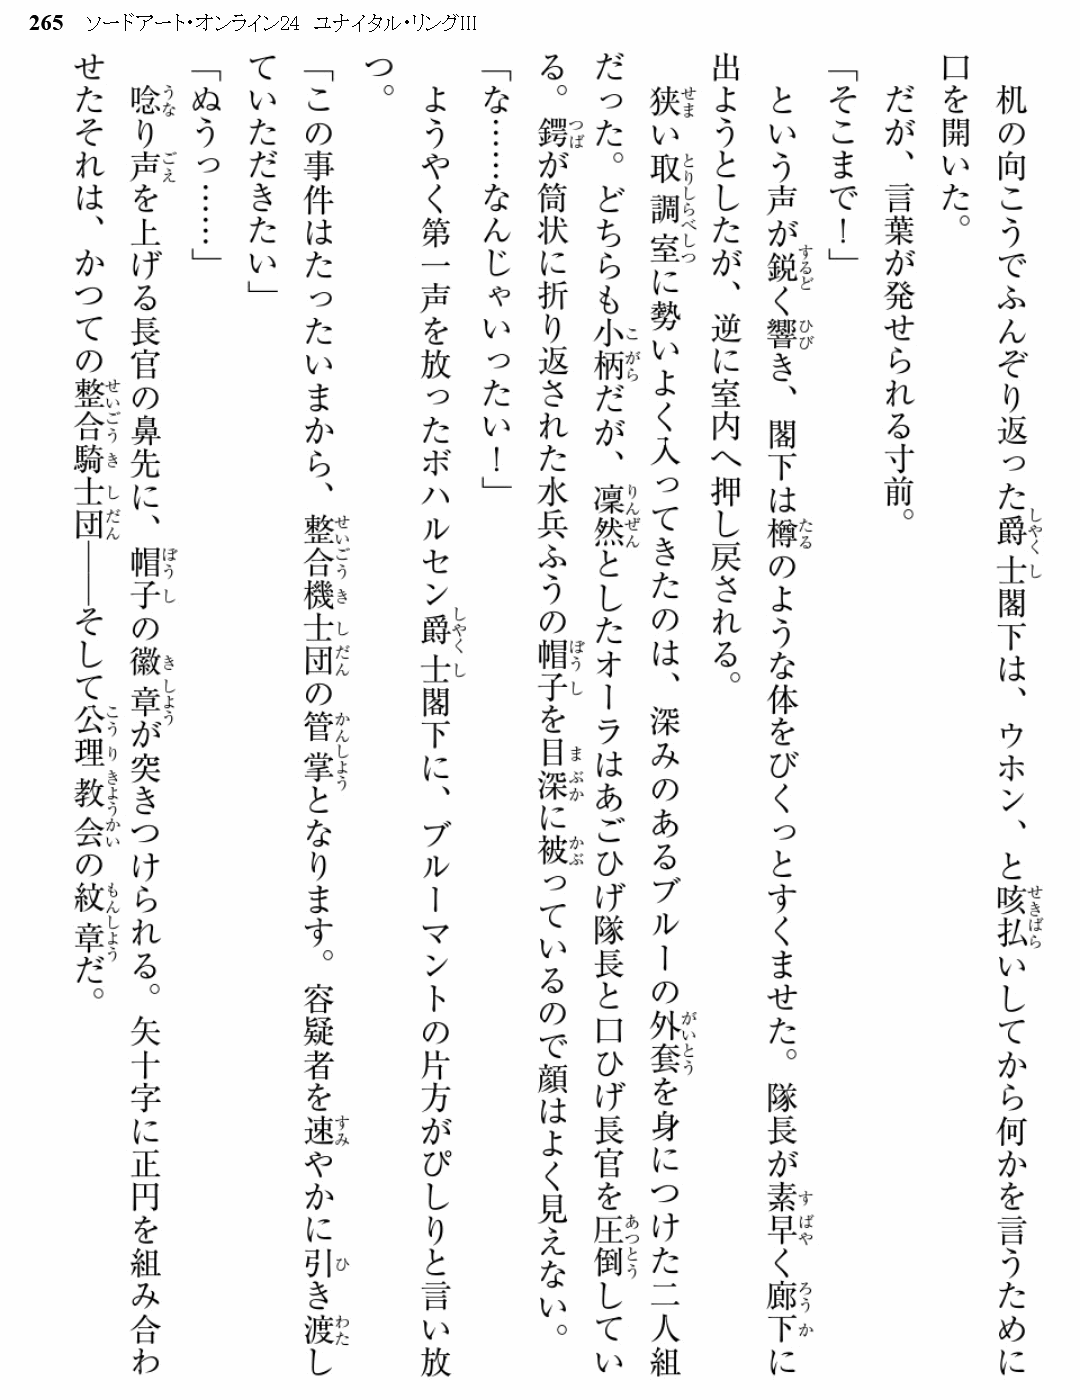 265 ソードアート・オンライン24 ユナイタル・リングIII
机の向こうでふんぞり返った爵士閣下は、ウホン、と咳払いしてから何かを言うために
口を開いた。
だが、言葉が発せられる寸前。
「そこまで！」
という声が鋭く響き、閣下は樽のような体をびくっとすくませた。隊長が素早く廊下に
出ようとしたが、逆に室内へ押し戻される。
狭い取調室に勢いよく入ってきたのは、深みのあるブルーの外套を身につけた二人組
だった。どちらも小柄だが、凜然としたオーラはあごひげ隊長と口ひげ長官を圧倒してい
る。鍔が筒状に折り返された水兵ふうの帽子を目深に被っているので顔はよく見えない。
「な……なんじゃいったい！」
ようやく第一声を放ったボハルセン爵士閣下に、ブルーマントの片方がぴしりと言い放
つ。
「この事件はたったいまから、整合機士団の管掌となります。容疑者を速やかに引き渡し
ていただきたい」
「ぬうっ……」
唸り声を上げる長官の鼻先に、帽子の徽章が突きつけられる。矢十字に正円を組み合わ
せたそれは、かつての整合騎士団――そして公理教会の紋章だ。